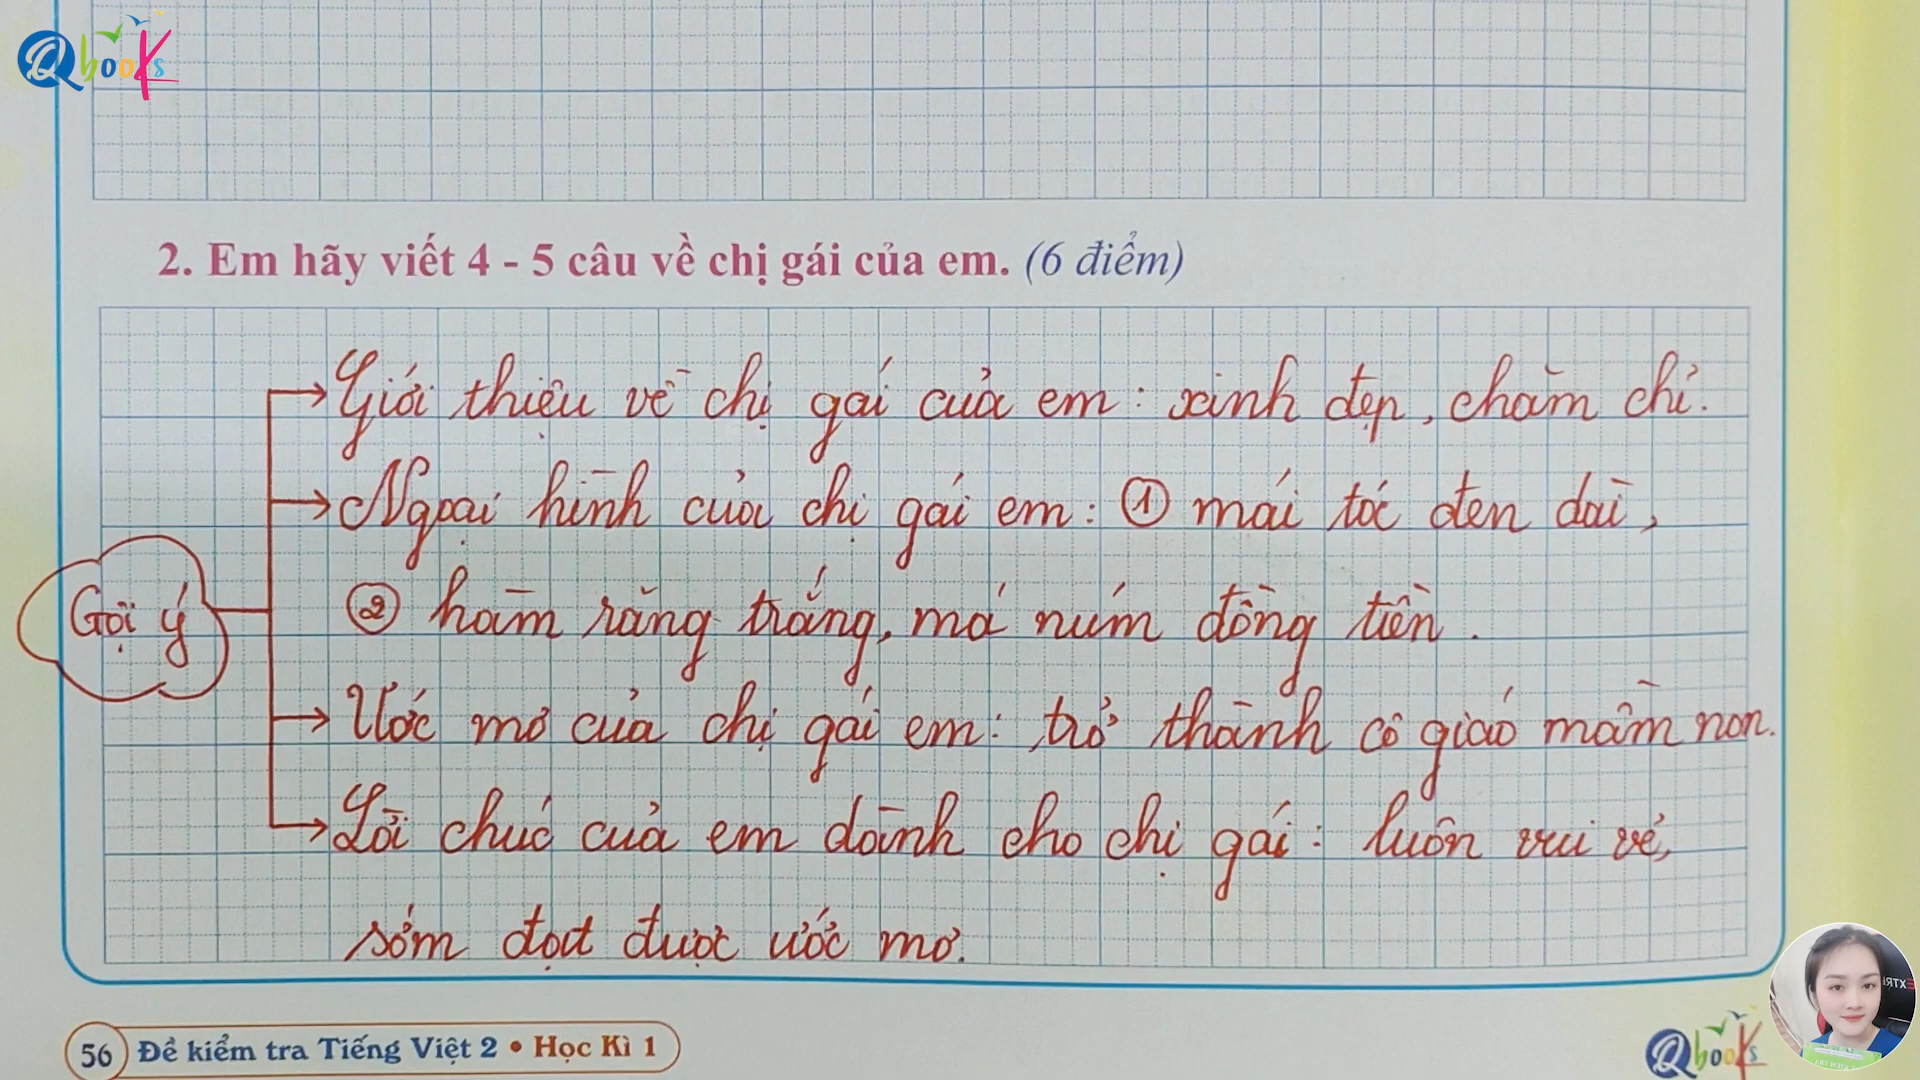 Qbooks
2. Em hãy viết 4 - 5 câu về chị gái của em. (6 điểm)
Giới thiệu về chị gái của em: xinh đẹp, chăm chỉ.
Ngoại hình của chị gái em: ① mái tóc đen dài,
Gợi ý
② hàm răng trắng, má núm đồng tiền.
Ước mơ của chị gái em: trở thành cô giáo mầm non.
Lời chúc của em dành cho chị gái: luôn vui vẻ,
sớm đạt được ước mơ.
56 Đề kiểm tra Tiếng Việt 2 • Học Kì 1
Qbooks